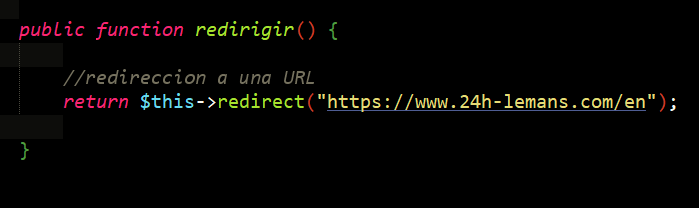 public function redirigir() {
//redireccion a una URL
return $this->redirect("https://www.24h-lemans.com/en");
}